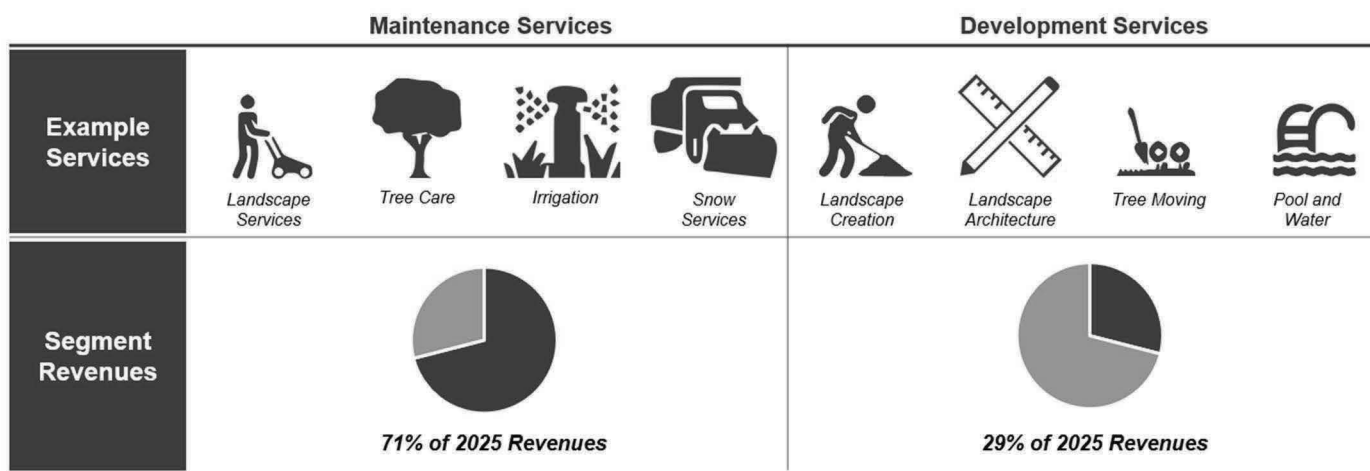 Maintenance Services
Development Services
Example
Services
Landscape
Services
Tree Care
Irrigation
Snow
Services
Landscape
Creation
Landscape
Architecture
Tree Moving
Pool and
Water
Segment
Revenues
71% of 2025 Revenues
29% of 2025 Revenues